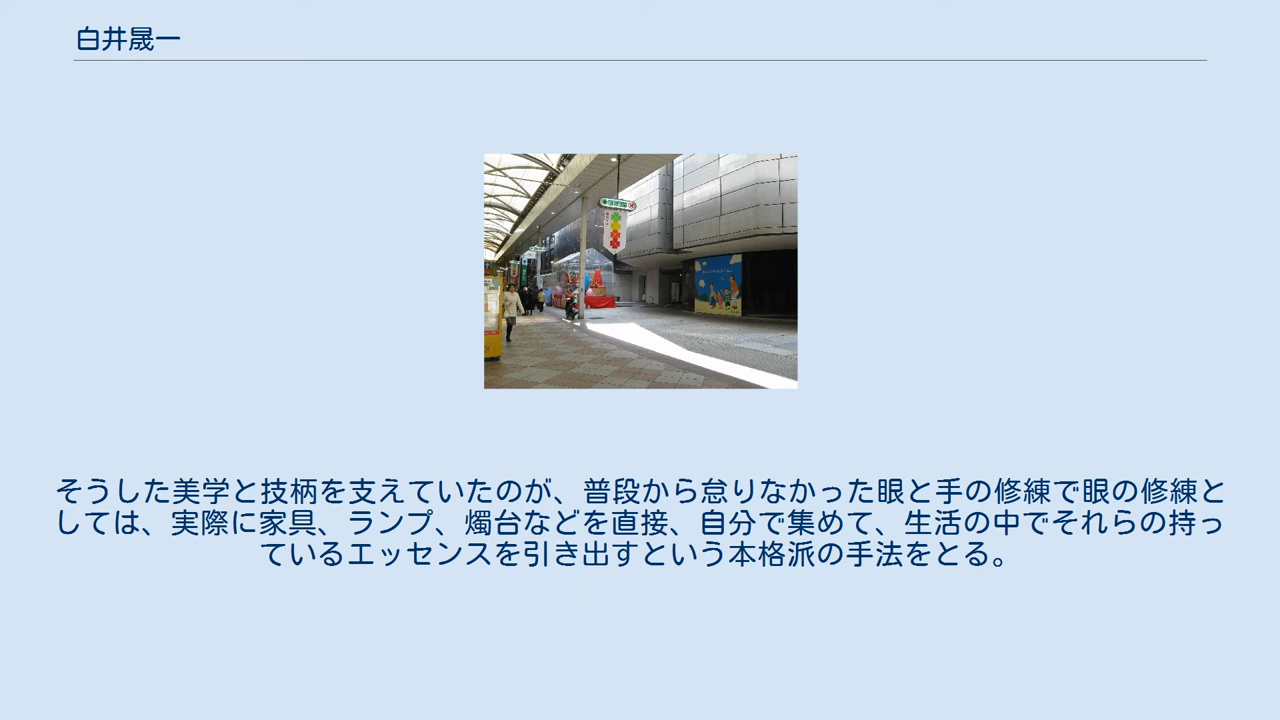 白井晟一
そうした美学と技柄を支えていたのが、普段から怠りなかった眼と手の修練で眼の修練と
しては、実際に家具、ランプ、燭台などを直接、自分で集めて、生活の中でそれらの持っ
ているエッセンスを引き出すという本格派の手法をとる。